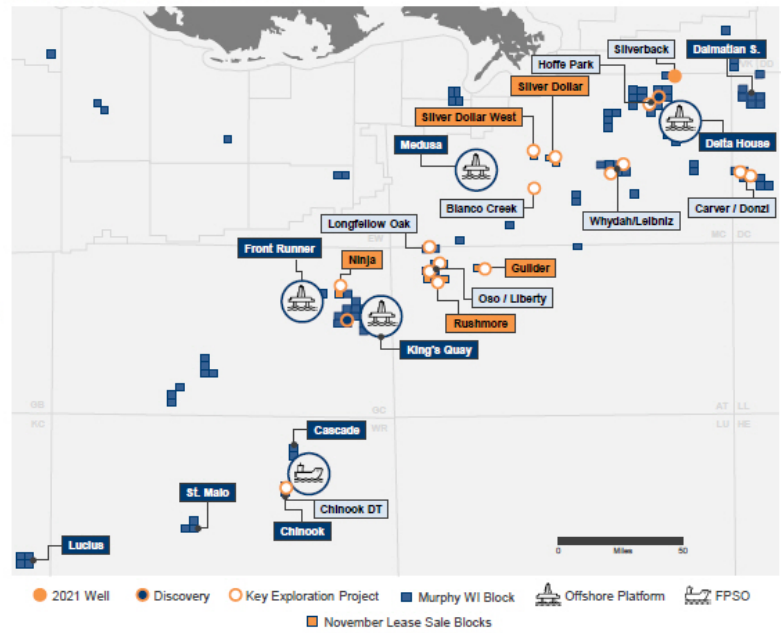 Silverback
Dalmatian S.
VK
DD
Hoffe Park
Silver Dollar
Silver Dollar West
Medusa
Delta House
Blanco Creek
Whydah/Leibniz
Carver / Donzi
Longfellow Oak
EW
MC
DC
Front Runner
Ninja
Guilder
Oso / Liberty
Rushmore
King's Quay
GB
GC
AT
LL
KC
WR
LU
HE
Cascade
St. Malo
Chinook DT
Chinook
Lucius
0
50
Miles
2021 Well
Discovery
Key Exploration Project
Murphy WI Block
Offshore Platform
FPSO
November Lease Sale Blocks